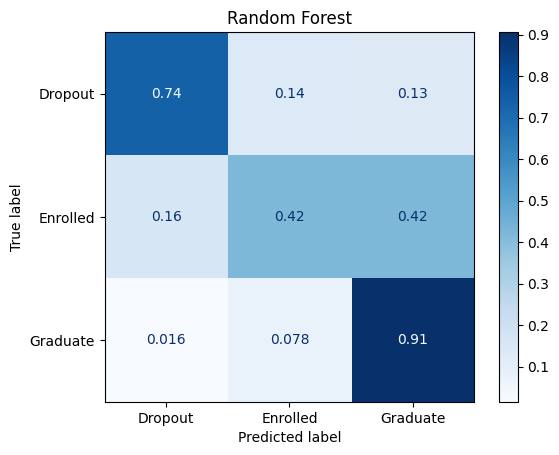 Random Forest
0.9
Dropout 0.74 0.14 0.13
0.8
0.7
0.6
True label
Enrolled 0.16 0.42 0.42
0.5
0.4
0.3
Graduate 0.016 0.078 0.91
0.2
0.1
Dropout Enrolled Graduate
Predicted label